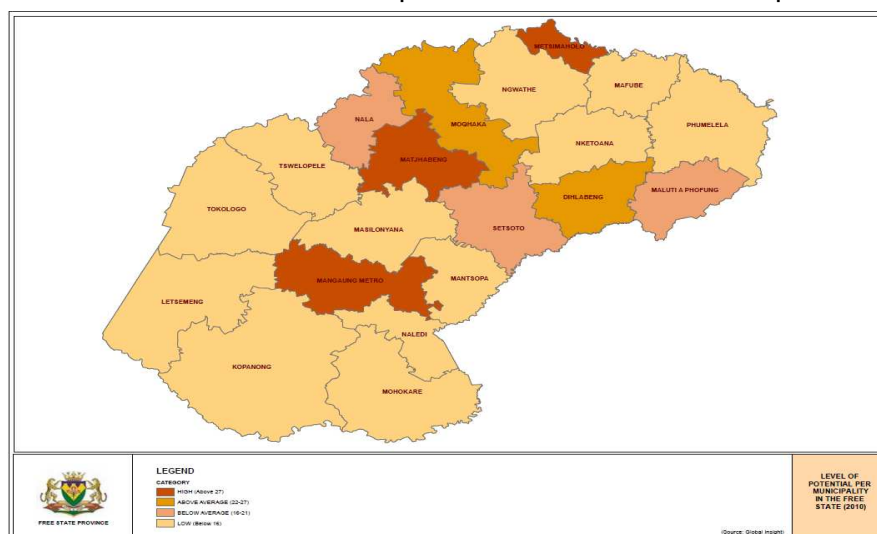 METSIMAHOLO
NGWATHE
MAFUBE
NALA
MOQHAKA
PHUMELELA
NKETOANA
MATJHABENG
TSWELOPELE
MALUTI A PHOFUNG
DIHLABENG
TOKOLOGO
SETSOTO
MASILONYANA
MANGAUNG METRO
MANTSOPA
LETSEMENG
NALEDI
KOPANONG
MOHOKARE
LEGEND
CATEGORY
HIGH (Above 27)
ABOVE AVERAGE (22-27)
BELOW AVERAGE (16-21)
LOW (Below 16)
FREE STATE PROVINCE
(Source: Global Insight)
LEVEL OF
POTENTIAL PER
MUNICIPALITY
IN THE FREE
STATE (2010)